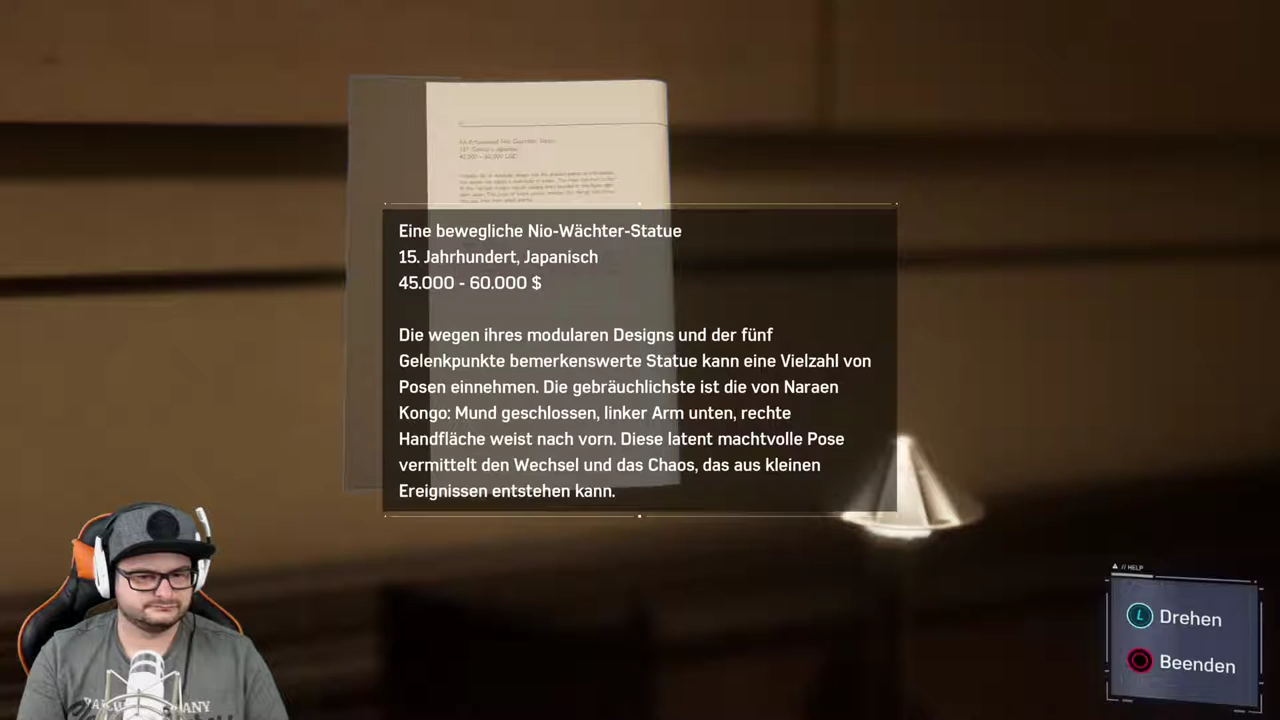 Eine bewegliche Nio-Wächter-Statue
15. Jahrhundert, Japanisch
45.000 - 60.000 $
Die wegen ihres modularen Designs und der fünf
Gelenkpunkte bemerkenswerte Statue kann eine Vielzahl von
Posen einnehmen. Die gebräuchlichste ist die von Naraen
Kongo: Mund geschlossen, linker Arm unten, rechte
Handfläche weist nach vorn. Diese latent machtvolle Pose
vermittelt den Wechsel und das Chaos, das aus kleinen
Ereignissen entstehen kann.
// HELP
L Drehen
Beenden